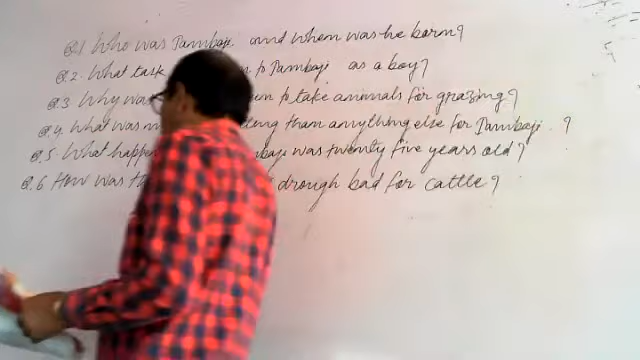 Q.1 Who was Pambaji and when was he born?
Q.2. What task to Pambaji as a boy?
Q.3 Why was to take animals for grazing?
Q.4. What was than anything else for Pambaji ?
Q.5. What happen was twenty five years old?
Q.6 How was drough bad for cattle?